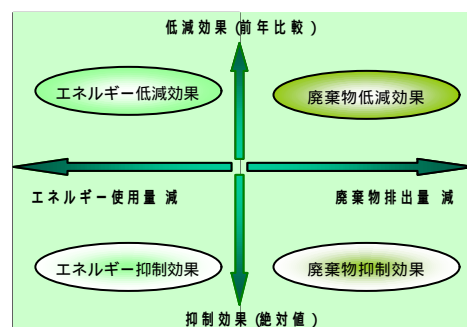 低減効果(前年比較)
エネルギー低減効果
廃棄物低減効果
エネルギー使用量 減
廃棄物排出量 減
エネルギー抑制効果
廃棄物抑制効果
抑制効果(絶対値)